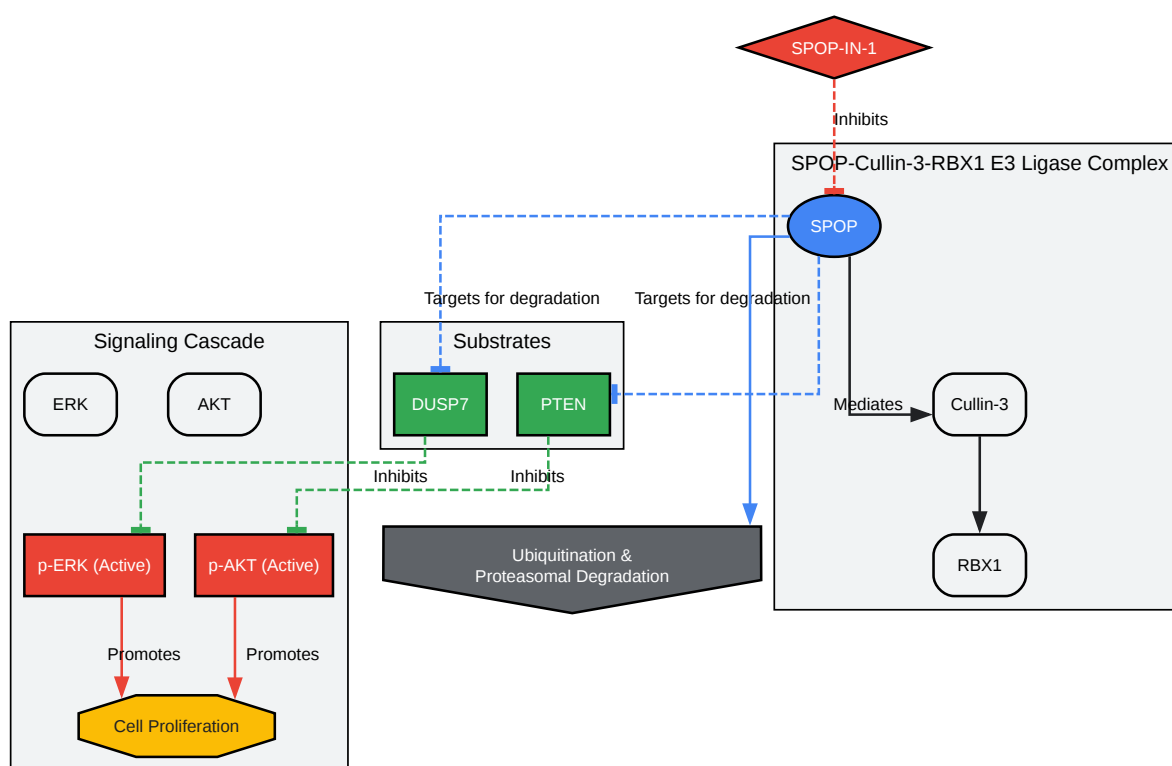 SPOP-IN-1
Inhibits
SPOP-Cullin-3-RBX1 E3 Ligase Complex
SPOP
Targets for degradation
Targets for degradation
Signaling Cascade
Substrates
ERK
AKT
DUSP7
PTEN
Mediates
Cullin-3
Inhibits
Inhibits
p-ERK (Active)
p-AKT (Active)
Ubiquitination &
Proteasomal Degradation
RBX1
Promotes
Promotes
Cell Proliferation